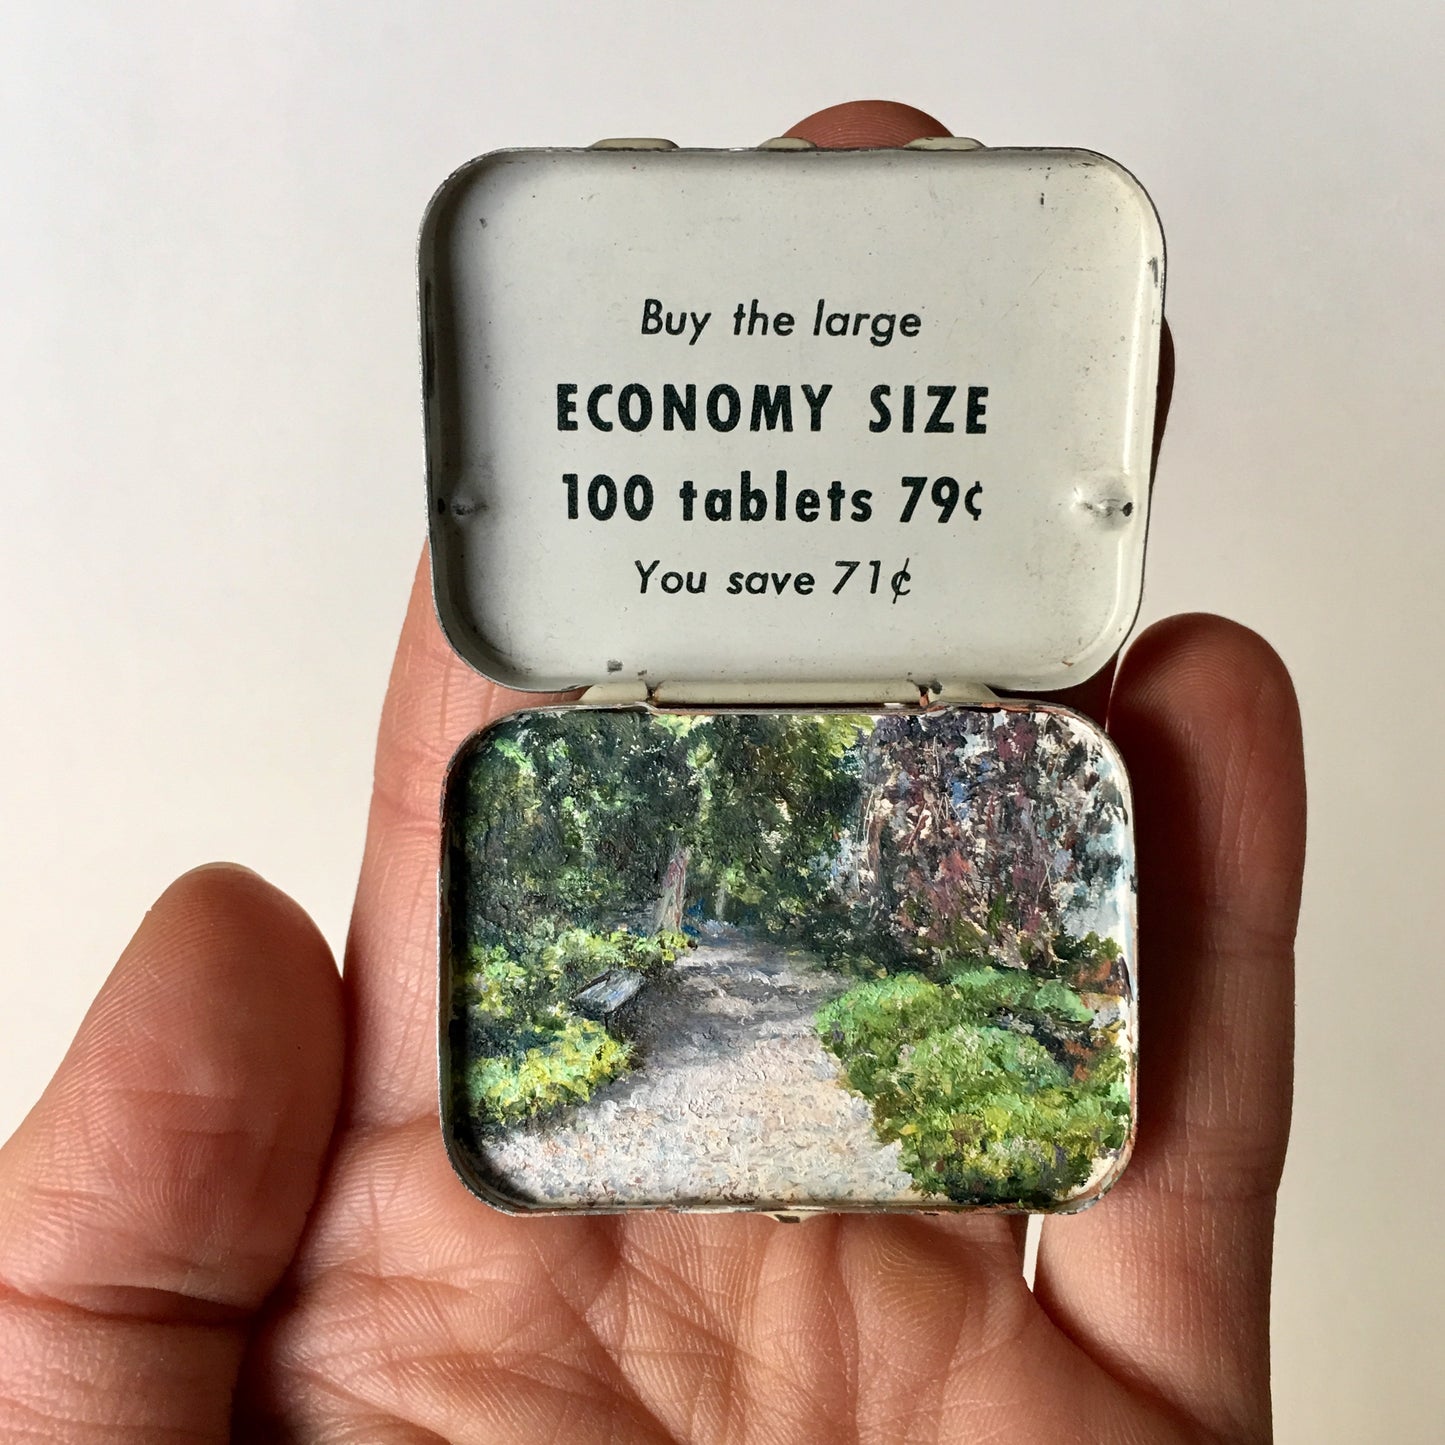 Buy the large
ECONOMY SIZE
100 tablets 79¢
You save 71¢